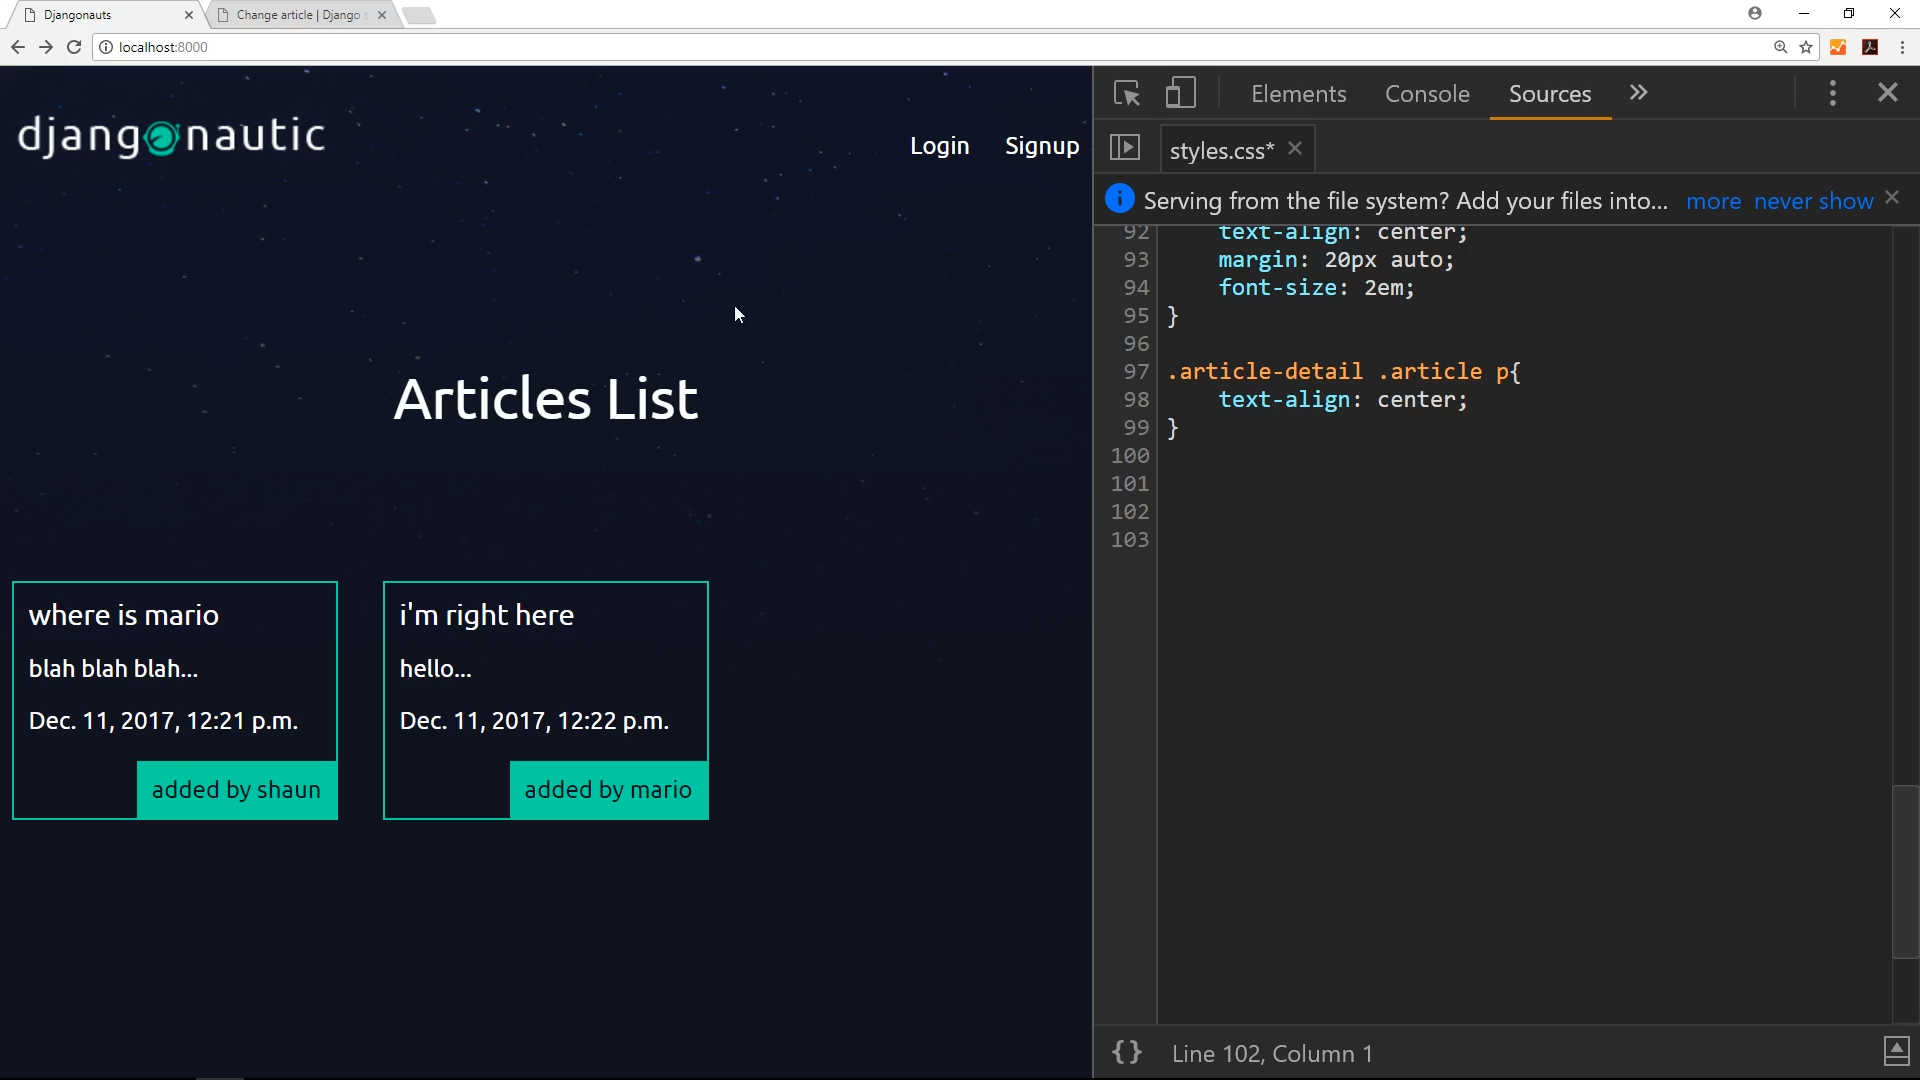 Djangonauts
Change article | Django s
localhost:8000
djangonautic
Login Signup
Articles List
where is mario
blah blah blah...
Dec. 11, 2017, 12:21 p.m.
added by shaun
i'm right here
hello...
Dec. 11, 2017, 12:22 p.m.
added by mario
Elements Console Sources »
styles.css*
Serving from the file system? Add your files into... more never show
92 text-align: center;
93 margin: 20px auto;
94 font-size: 2em;
95 }
96
97 .article-detail .article p{
98 text-align: center;
99 }
100
101
102
103
{} Line 102, Column 1